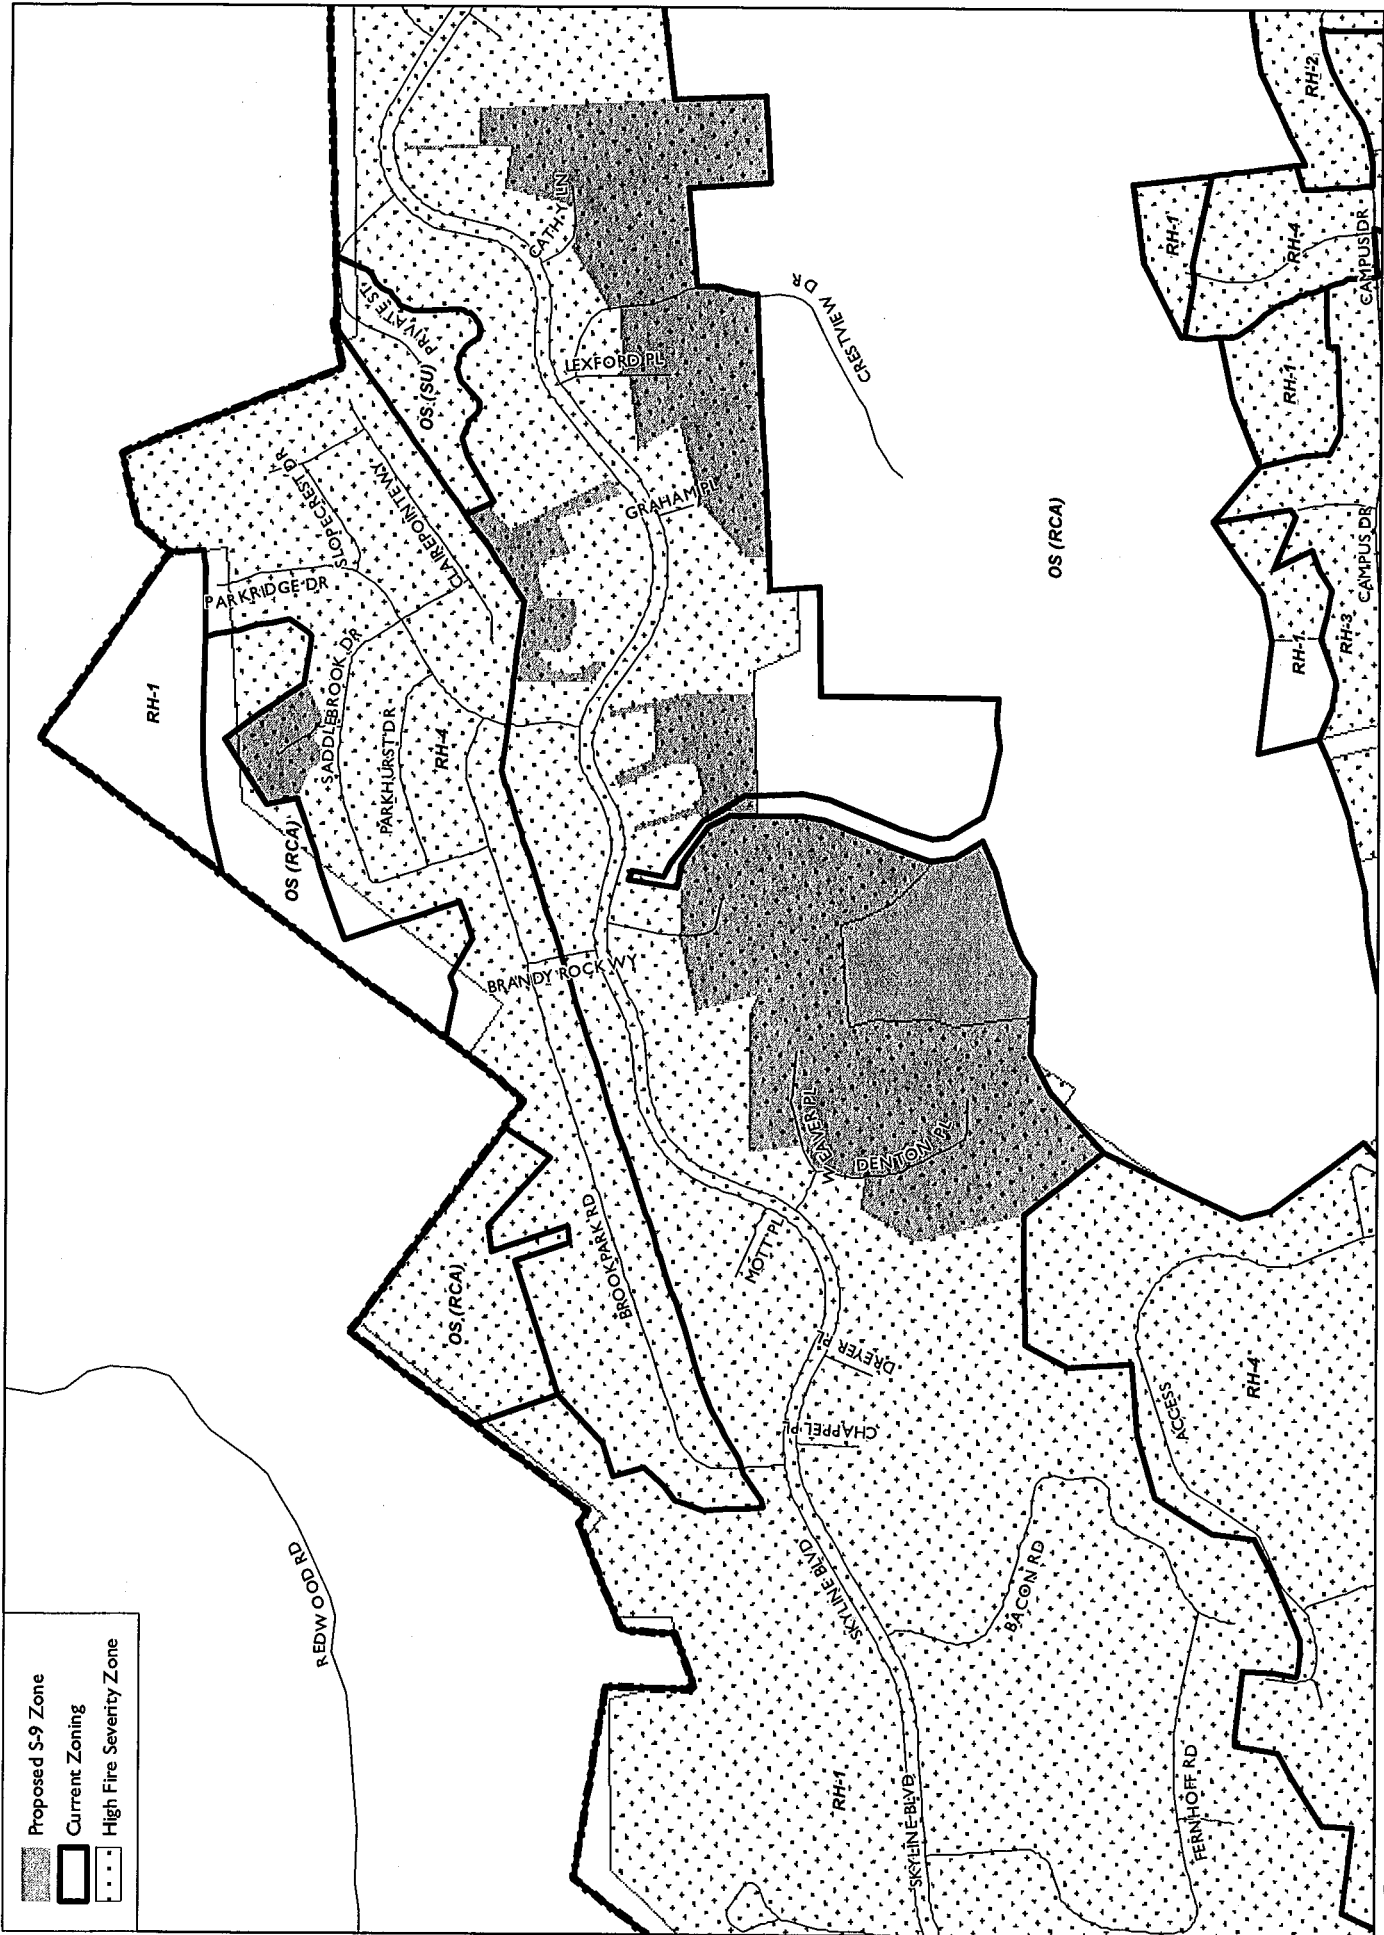 Proposed S-9 Zone
Current Zoning
High Fire Severity Zone
REDWOOD RD
RH-1
OS (RCA)
PARKRIDGE DR
SLOPECREST DR
CLAIREPOINTE WY
SADDLEBROOK DR
PARKHURST DR
RH-4
OS (SU)
PRIVATE ST.
CATHY LN
LEXFORD PL
GRAHAM PL
CRESTVIEW DR
BRANDY ROCK WY
BROOKPARK RD
OS (RCA)
WEAVER PL
DENTON PL
MOTT PL
DREYER PL
CHAPPEL PL
SKYLINE BLVD
BACON RD
RH-1
SKYLINE BLVD
FERNHOFF RD
ACCESS
RH-4
OS (RCA)
RH-2
RH-1
RH-4
CAMPUS DR
RH-1
CAMPUS DR
RH-1
RH-3